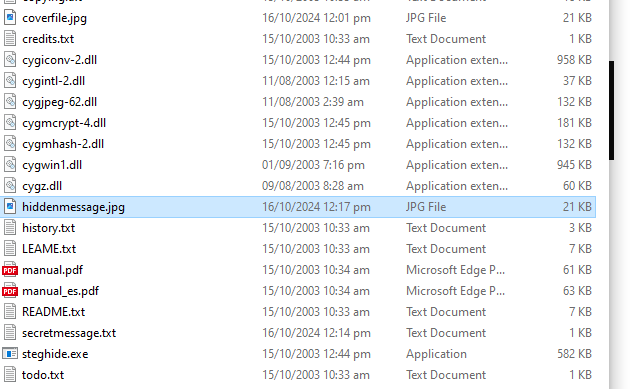 coverfile.jpg 16/10/2024 12:01 pm JPG File 21 KB
credits.txt 15/10/2003 10:33 am Text Document 1 KB
cygiconv-2.dll 15/10/2003 12:44 pm Application exten... 958 KB
cygintl-2.dll 11/08/2003 12:15 am Application exten... 37 KB
cygjpeg-62.dll 11/08/2003 2:39 am Application exten... 132 KB
cygmcrypt-4.dll 15/10/2003 12:45 pm Application exten... 181 KB
cygmhash-2.dll 15/10/2003 12:45 pm Application exten... 132 KB
cygwin1.dll 01/09/2003 7:16 pm Application exten... 945 KB
cygz.dll 09/08/2003 8:28 am Application exten... 60 KB
hiddenmessage.jpg 16/10/2024 12:17 pm JPG File 21 KB
history.txt 15/10/2003 10:33 am Text Document 3 KB
LEAME.txt 15/10/2003 10:33 am Text Document 7 KB
PDF manual.pdf 15/10/2003 10:34 am Microsoft Edge P... 61 KB
PDF manual_es.pdf 15/10/2003 10:34 am Microsoft Edge P... 63 KB
README.txt 15/10/2003 10:33 am Text Document 7 KB
secretmessage.txt 16/10/2024 12:14 pm Text Document 1 KB
steghide.exe 15/10/2003 12:44 pm Application 582 KB
todo.txt 15/10/2003 10:33 am Text Document 1 KB